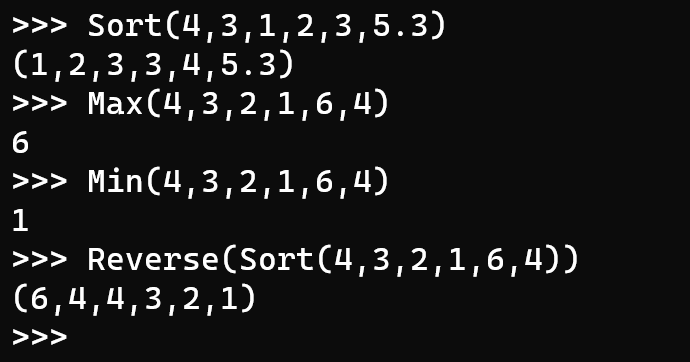 >>> Sort(4,3,1,2,3,5.3)
(1,2,3,3,4,5.3)
>>> Max(4,3,2,1,6,4)
6
>>> Min(4,3,2,1,6,4)
1
>>> Reverse(Sort(4,3,2,1,6,4))
(6,4,4,3,2,1)
>>>